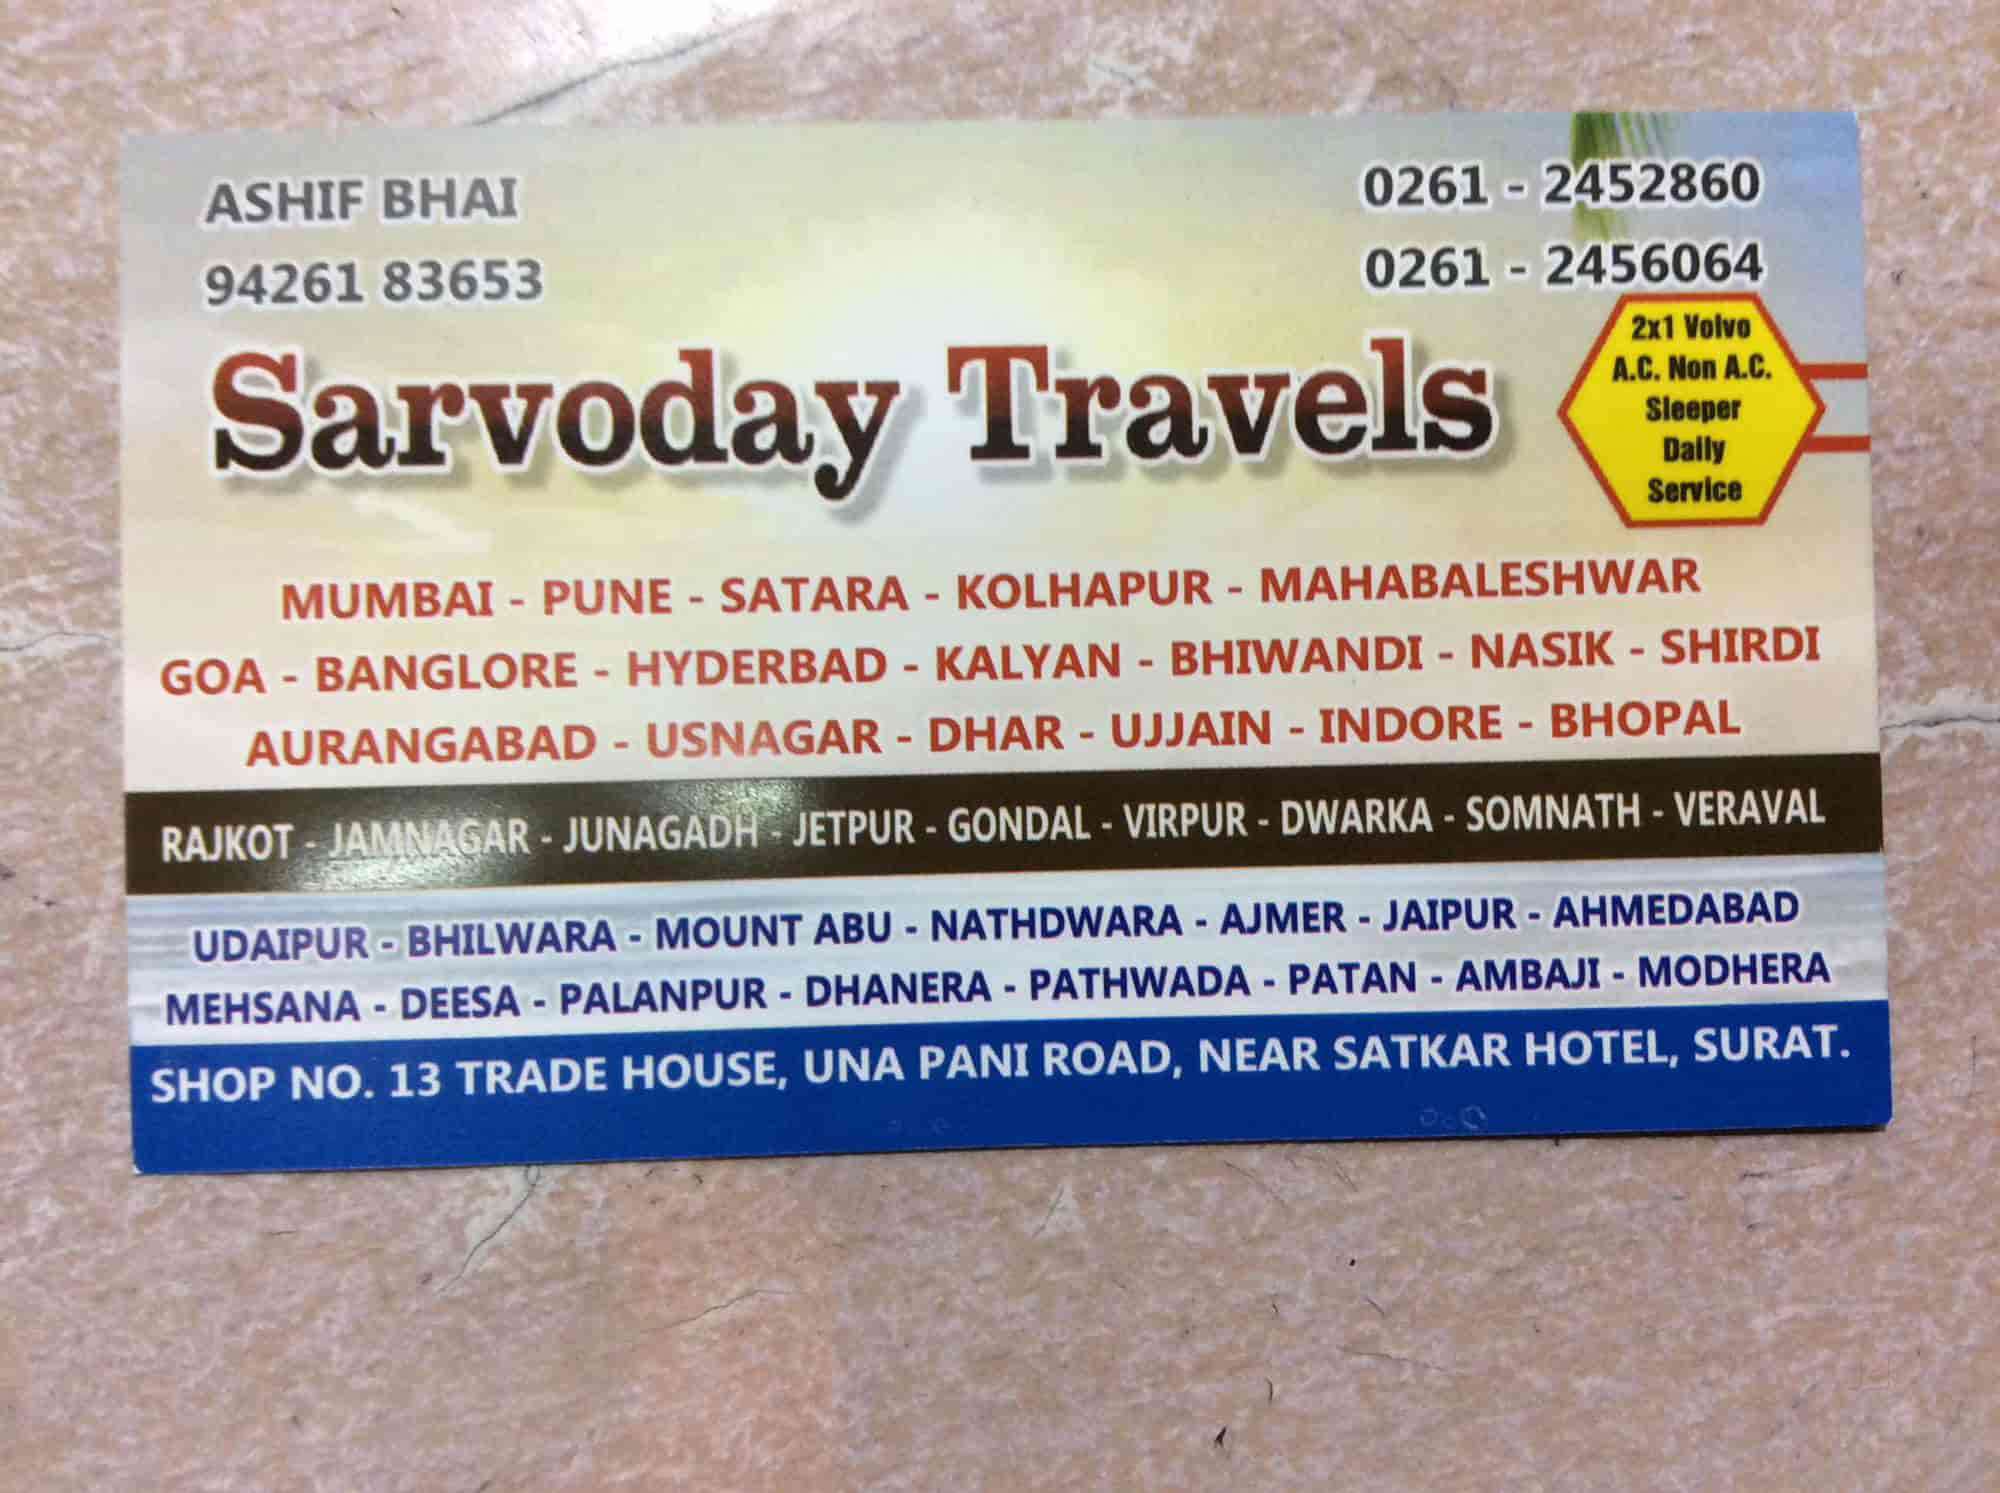 ASHIF BHAI
94261 83653
0261 - 2452860
0261 - 2456064
Sarvoday Travels
2x1 Volvo
A.C. Non A.C.
Sleeper
Daily
Service
MUMBAI - PUNE - SATARA - KOLHAPUR - MAHABALESHWAR
GOA - BANGLORE - HYDERBAD - KALYAN - BHIWANDI - NASIK - SHIRDI
AURANGABAD - USNAGAR - DHAR - UJJAIN - INDORE - BHOPAL
RAJKOT - JAMNAGAR - JUNAGADH - JETPUR - GONDAL - VIRPUR - DWARKA - SOMNATH - VERAVAL
UDAIPUR - BHILWARA - MOUNT ABU - NATHDWARA - AJMER - JAIPUR - AHMEDABAD
MEHSANA - DEESA - PALANPUR - DHANERA - PATHWADA - PATAN - AMBAJI - MODHERA
SHOP NO. 13 TRADE HOUSE, UNA PANI ROAD, NEAR SATKAR HOTEL, SURAT.